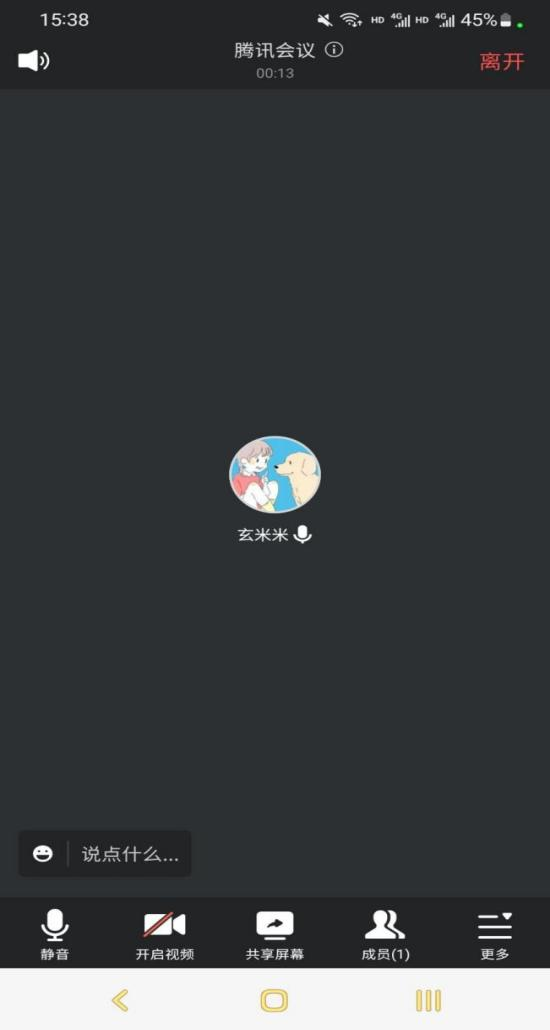 15:38
HD 4G HD 4G 45%
腾讯会议
00:13
离开
玄米米
说点什么...
静音
开启视频
共享屏幕
成员(1)
更多